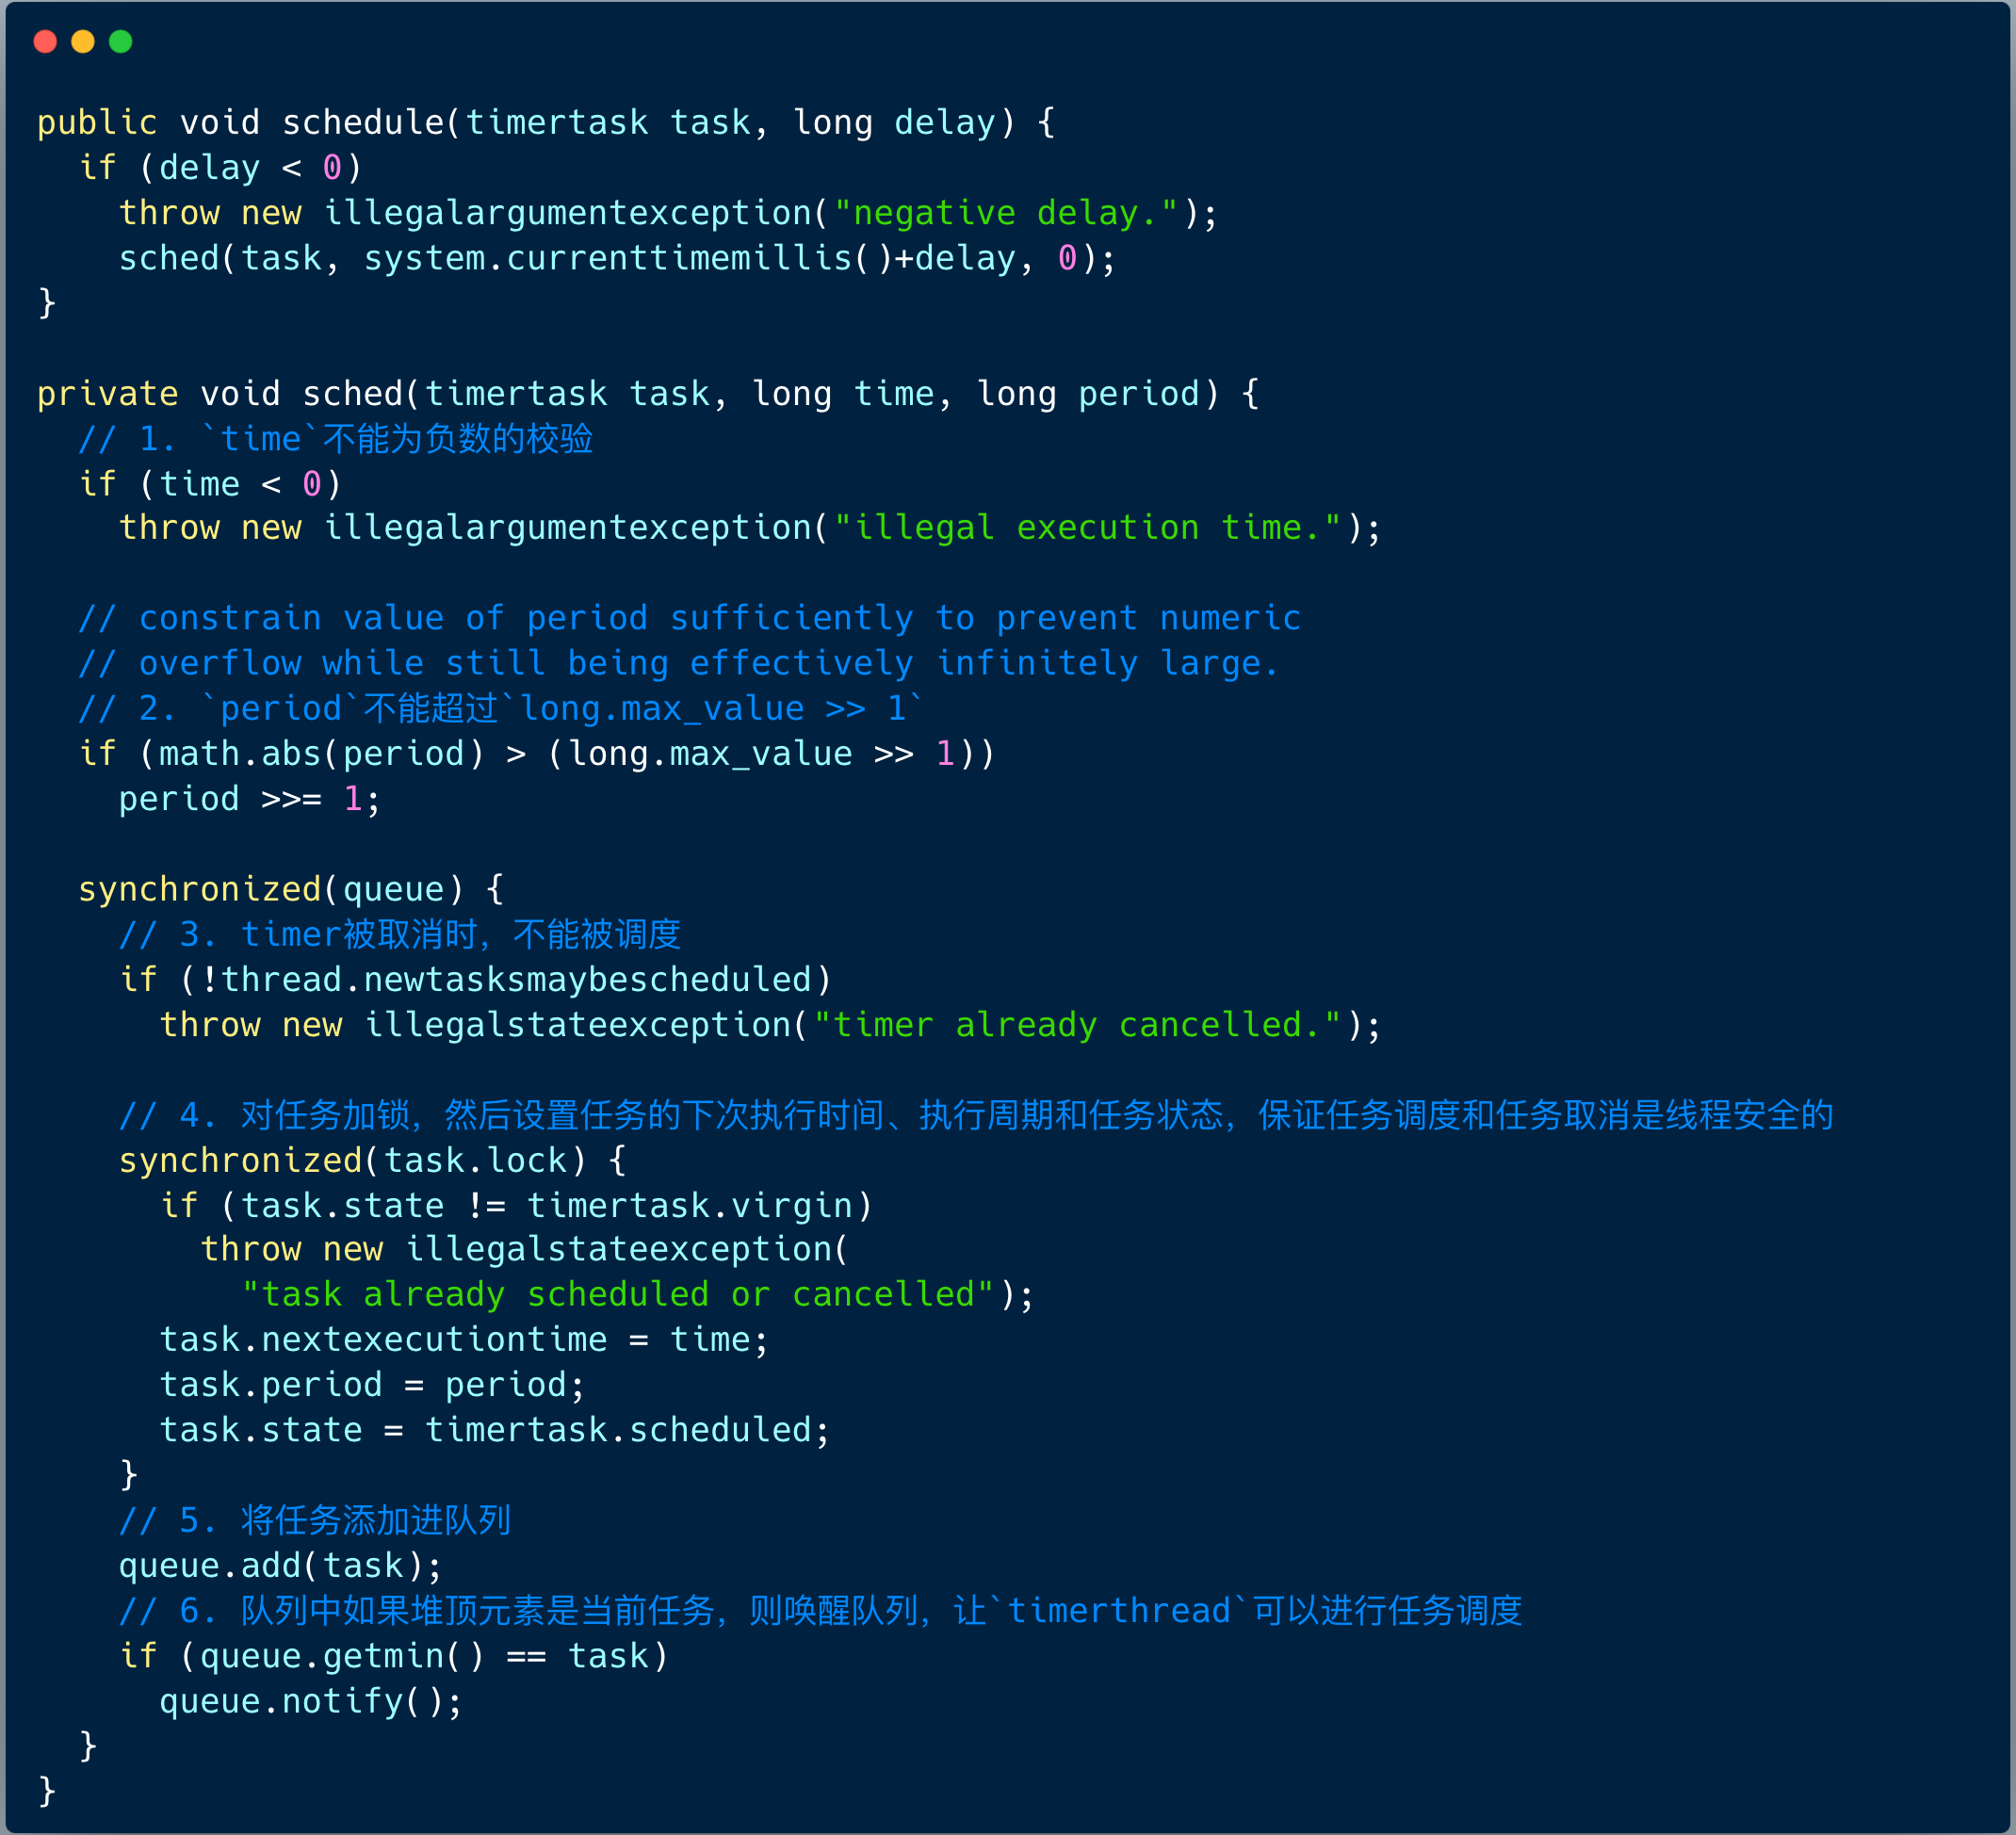 public void schedule(timertask task, long delay) {
  if (delay < 0)
    throw new illegalargumentexception("negative delay.");
    sched(task, system.currenttimemillis()+delay, 0);
}

private void sched(timertask task, long time, long period) {
  // 1. `time`不能为负数的校验
  if (time < 0)
    throw new illegalargumentexception("illegal execution time.");

  // constrain value of period sufficiently to prevent numeric
  // overflow while still being effectively infinitely large.
  // 2. `period`不能超过`long.max_value >> 1`
  if (math.abs(period) > (long.max_value >> 1))
    period >>= 1;

  synchronized(queue) {
    // 3. timer被取消时, 不能被调度
    if (!thread.newtasksmaybescheduled)
      throw new illegalstateexception("timer already cancelled.");

    // 4. 对任务加锁, 然后设置任务的下次执行时间、执行周期和任务状态, 保证任务调度和任务取消是线程安全的
    synchronized(task.lock) {
      if (task.state != timertask.virgin)
        throw new illegalstateexception(
          "task already scheduled or cancelled");
      task.nextexecutiontime = time;
      task.period = period;
      task.state = timertask.scheduled;
    }
    // 5. 将任务添加进队列
    queue.add(task);
    // 6. 队列中如果堆顶元素是当前任务, 则唤醒队列, 让`timerthread`可以进行任务调度
    if (queue.getmin() == task)
      queue.notify();
  }
}